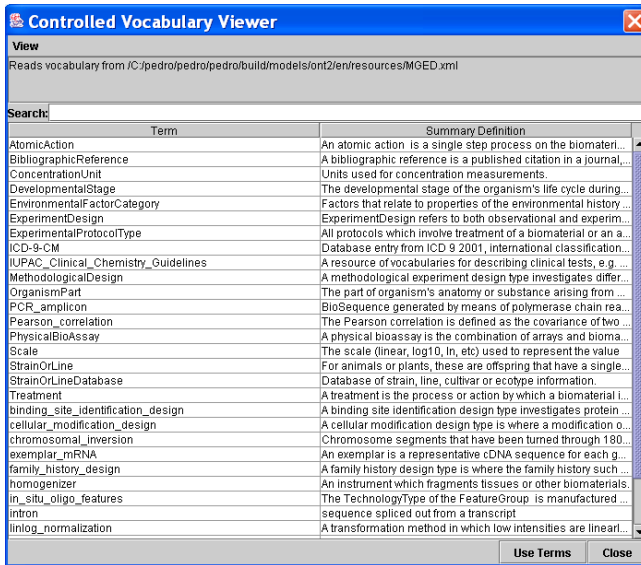 Controlled Vocabulary Viewer
View
Reads vocabulary from /C:/pedro/pedro/pedro/build/models/ont2/en/resources/MGED.xml
Search:
Term Summary Definition
AtomicAction An atomic action is a single step process on the biomateri...
BibliographicReference A bibliographic reference is a published citation in a journal,...
ConcentrationUnit Units used for concentration measurements.
DevelopmentalStage The developmental stage of the organism's life cycle during...
EnvironmentalFactorCategory Factors that relate to properties of the environmental history ...
ExperimentDesign ExperimentDesign refers to both observational and experim...
ExperimentalProtocolType All protocols which involve treatment of a biomaterial or an a...
ICD-9-CM Database entry from ICD 9 2001, international classification...
IUPAC_Clinical_Chemistry_Guidelines A resource of vocabularies for describing clinical tests, e.g. ...
MethodologicalDesign A methodological experiment design type investigates differ...
OrganismPart The part of organism's anatomy or substance arising from ...
PCR_amplicon BioSequence generated by means of polymerase chain rea...
Pearson_correlation The Pearson correlation is defined as the covariance of two ...
PhysicalBioAssay A physical bioassay is the combination of arrays and bioma...
Scale The scale (linear, log10, ln, etc) used to represent the value
StrainOrLine For animals or plants, these are offspring that have a single...
StrainOrLineDatabase Database of strain, line, cultivar or ecotype information.
Treatment A treatment is the process or action by which a biomaterial i...
binding_site_identification_design A binding site identification design type investigates protein ...
cellular_modification_design A cellular modification design type is where a modification o...
chromosomal_inversion Chromosome segments that have been turned through 180...
exemplar_mRNA An exemplar is a representative cDNA sequence for each g...
family_history_design A family history design type is where the family history such ...
homogenizer An instrument which fragments tissues or other biomaterials.
in_situ_oligo_features The TechnologyType of the FeatureGroup is manufactured ...
intron sequence spliced out from a transcript
linlog_normalization A transformation method in which low intensities are linearl...
Use Terms Close